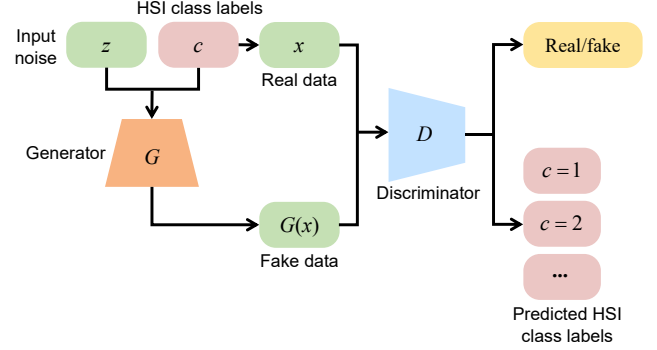 HSI class labels
Input
noise
z
c
x
Real/fake
Real data
Generator
G
D
Discriminator
c = 1
c = 2
...
G(x)
Fake data
Predicted HSI
class labels